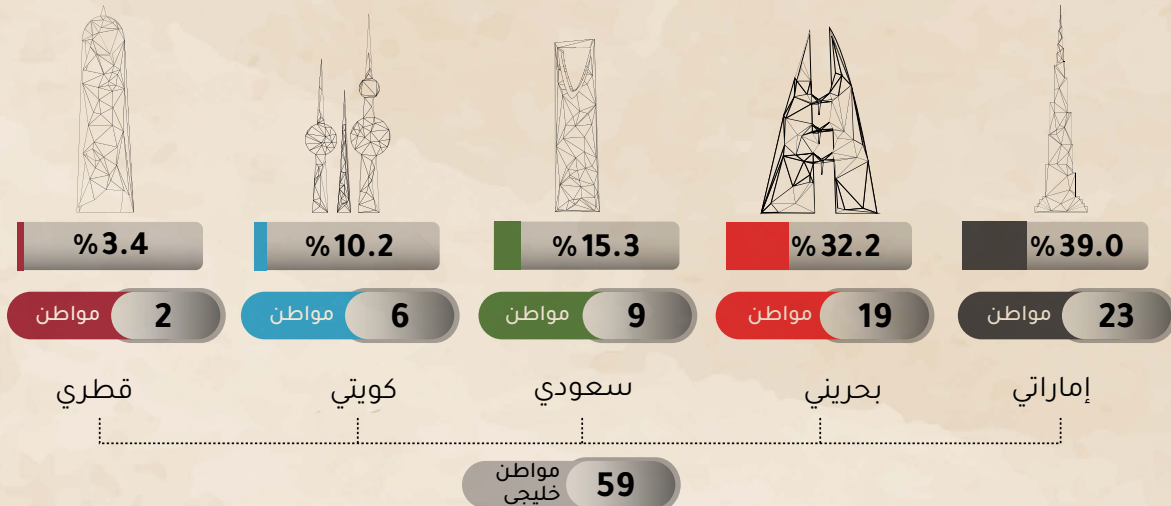 %39.0 %32.2 %15.3 %10.2 %3.4
23 مواطن 19 مواطن 9 مواطن 6 مواطن 2 مواطن
إماراتي بحريني سعودي كويتي قطري
59 مواطن
خليجي